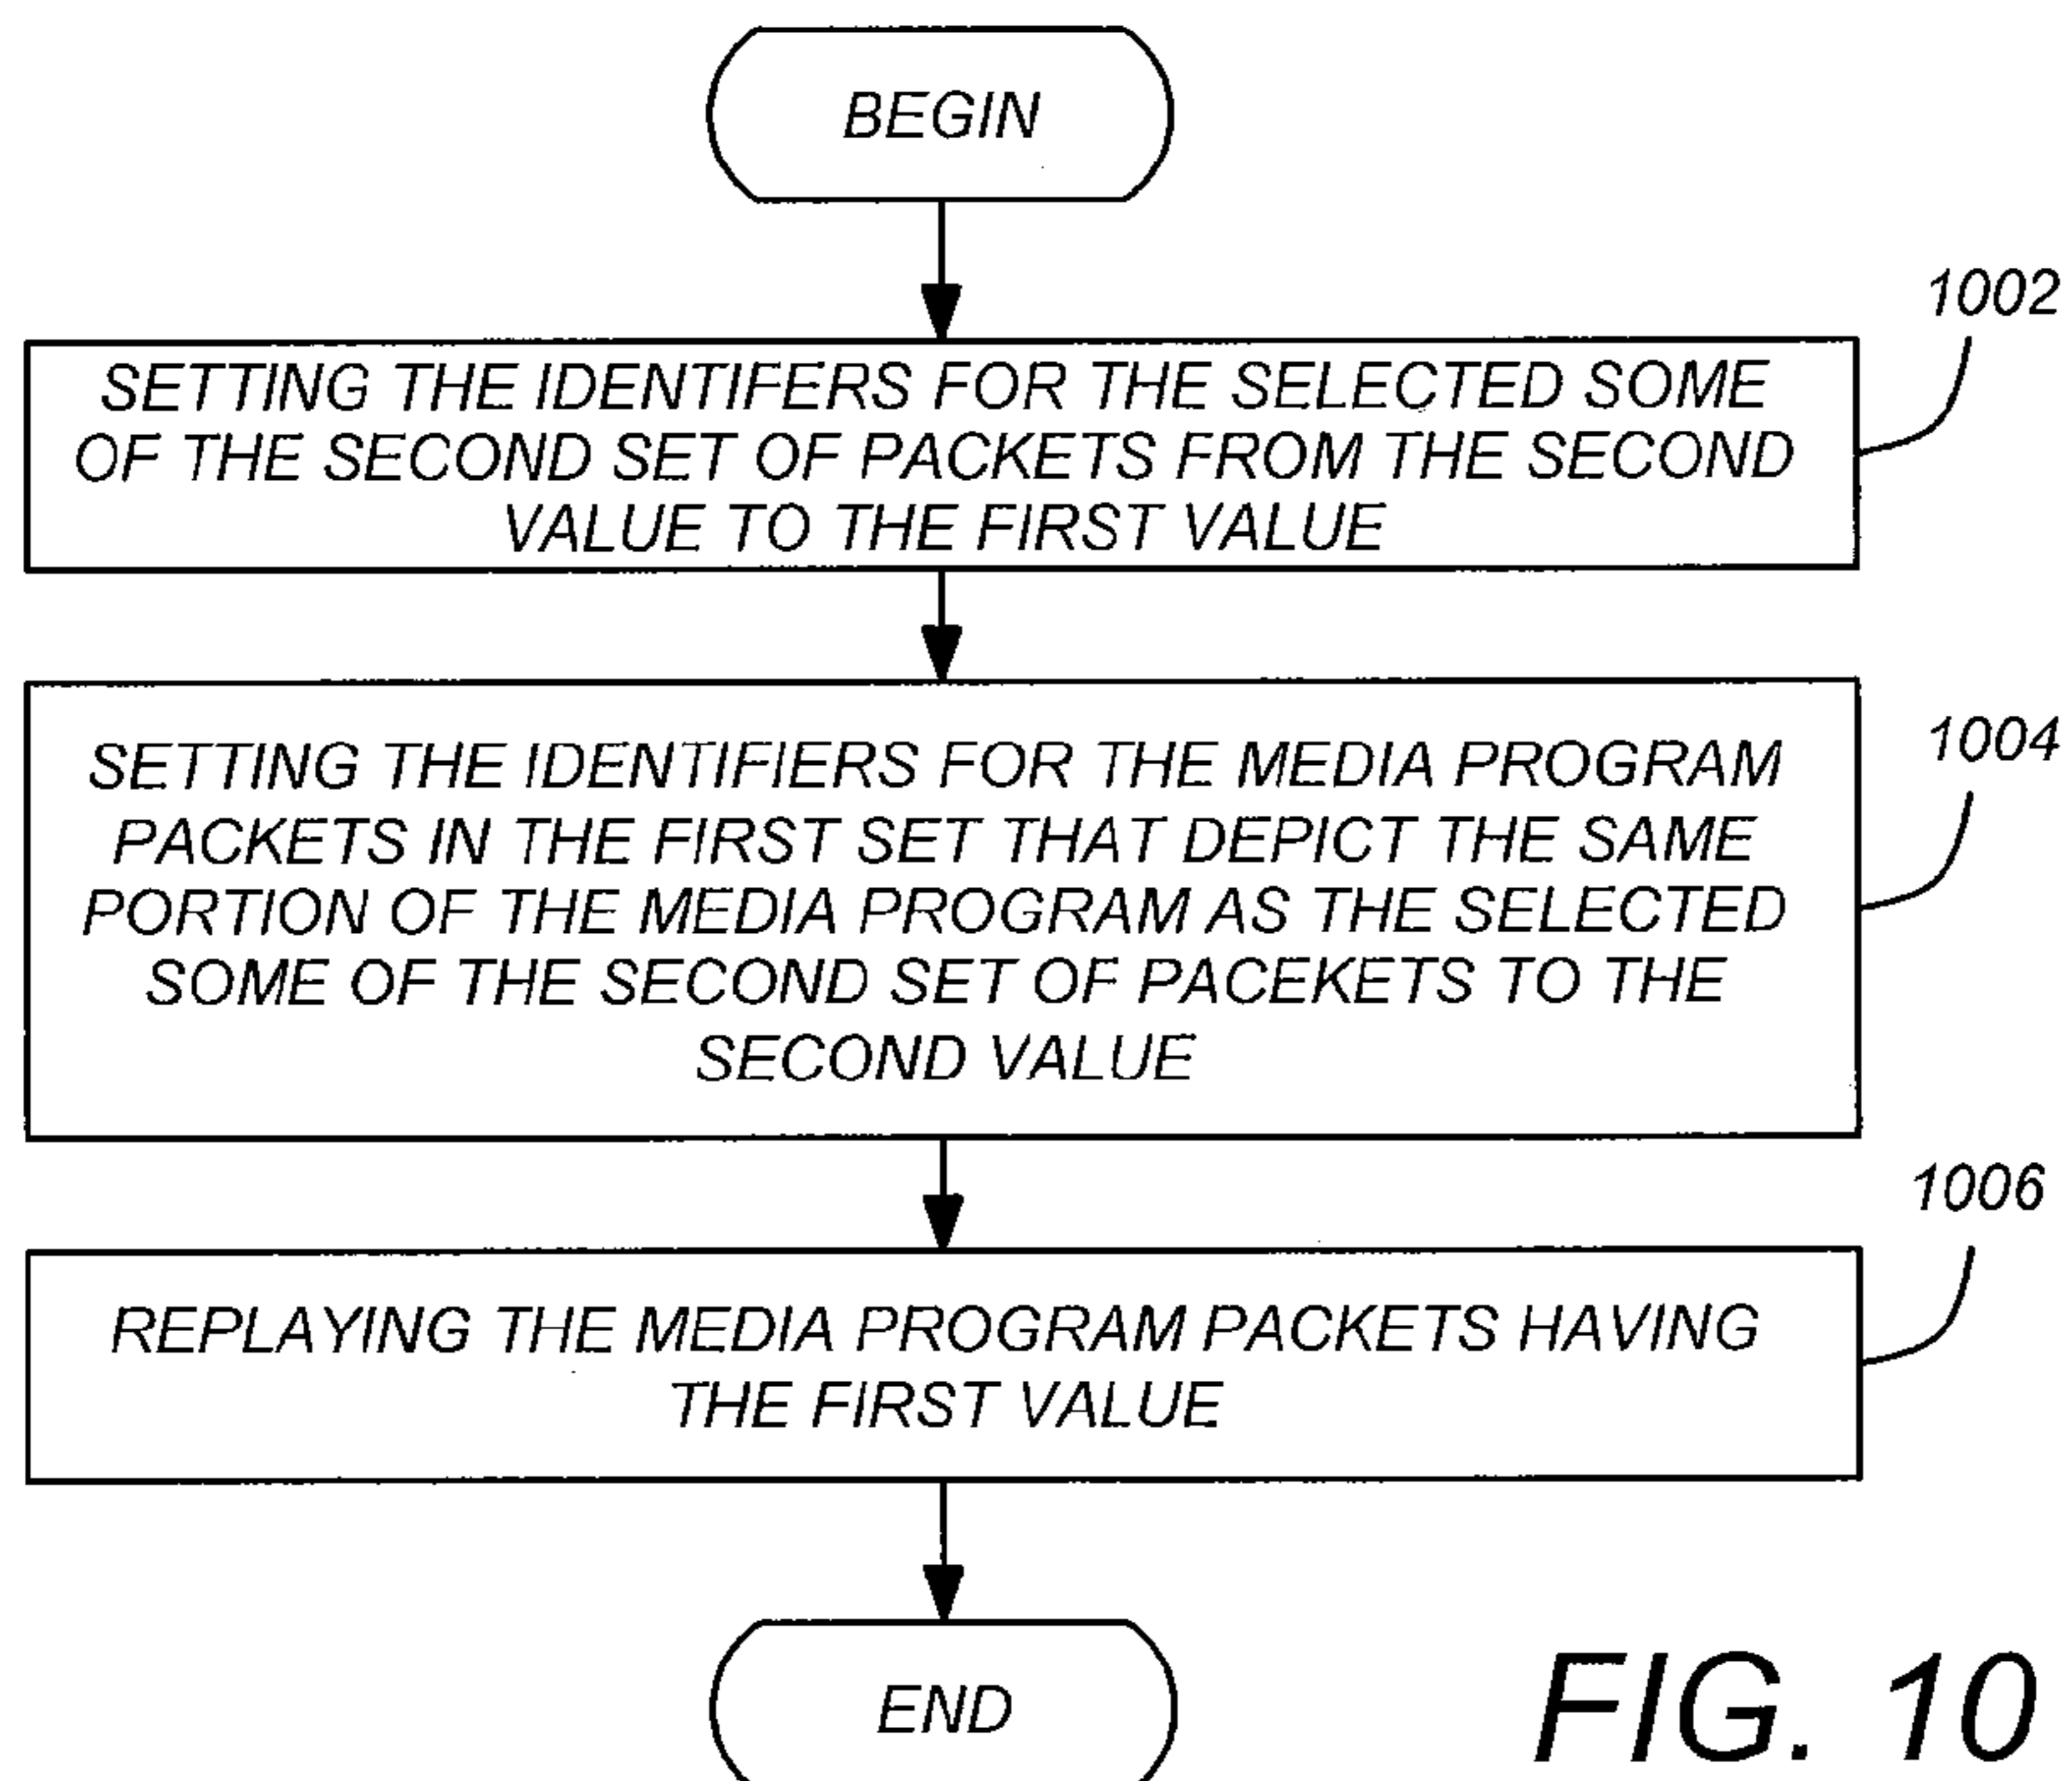 BEGIN
1002
SETTING THE IDENTIFERS FOR THE SELECTED SOME
OF THE SECOND SET OF PACKETS FROM THE SECOND
VALUE TO THE FIRST VALUE
1004
SETTING THE IDENTIFIERS FOR THE MEDIA PROGRAM
PACKETS IN THE FIRST SET THAT DEPICT THE SAME
PORTION OF THE MEDIA PROGRAM AS THE SELECTED
SOME OF THE SECOND SET OF PACEKETS TO THE
SECOND VALUE
1006
REPLAYING THE MEDIA PROGRAM PACKETS HAVING
THE FIRST VALUE
END
FIG. 10